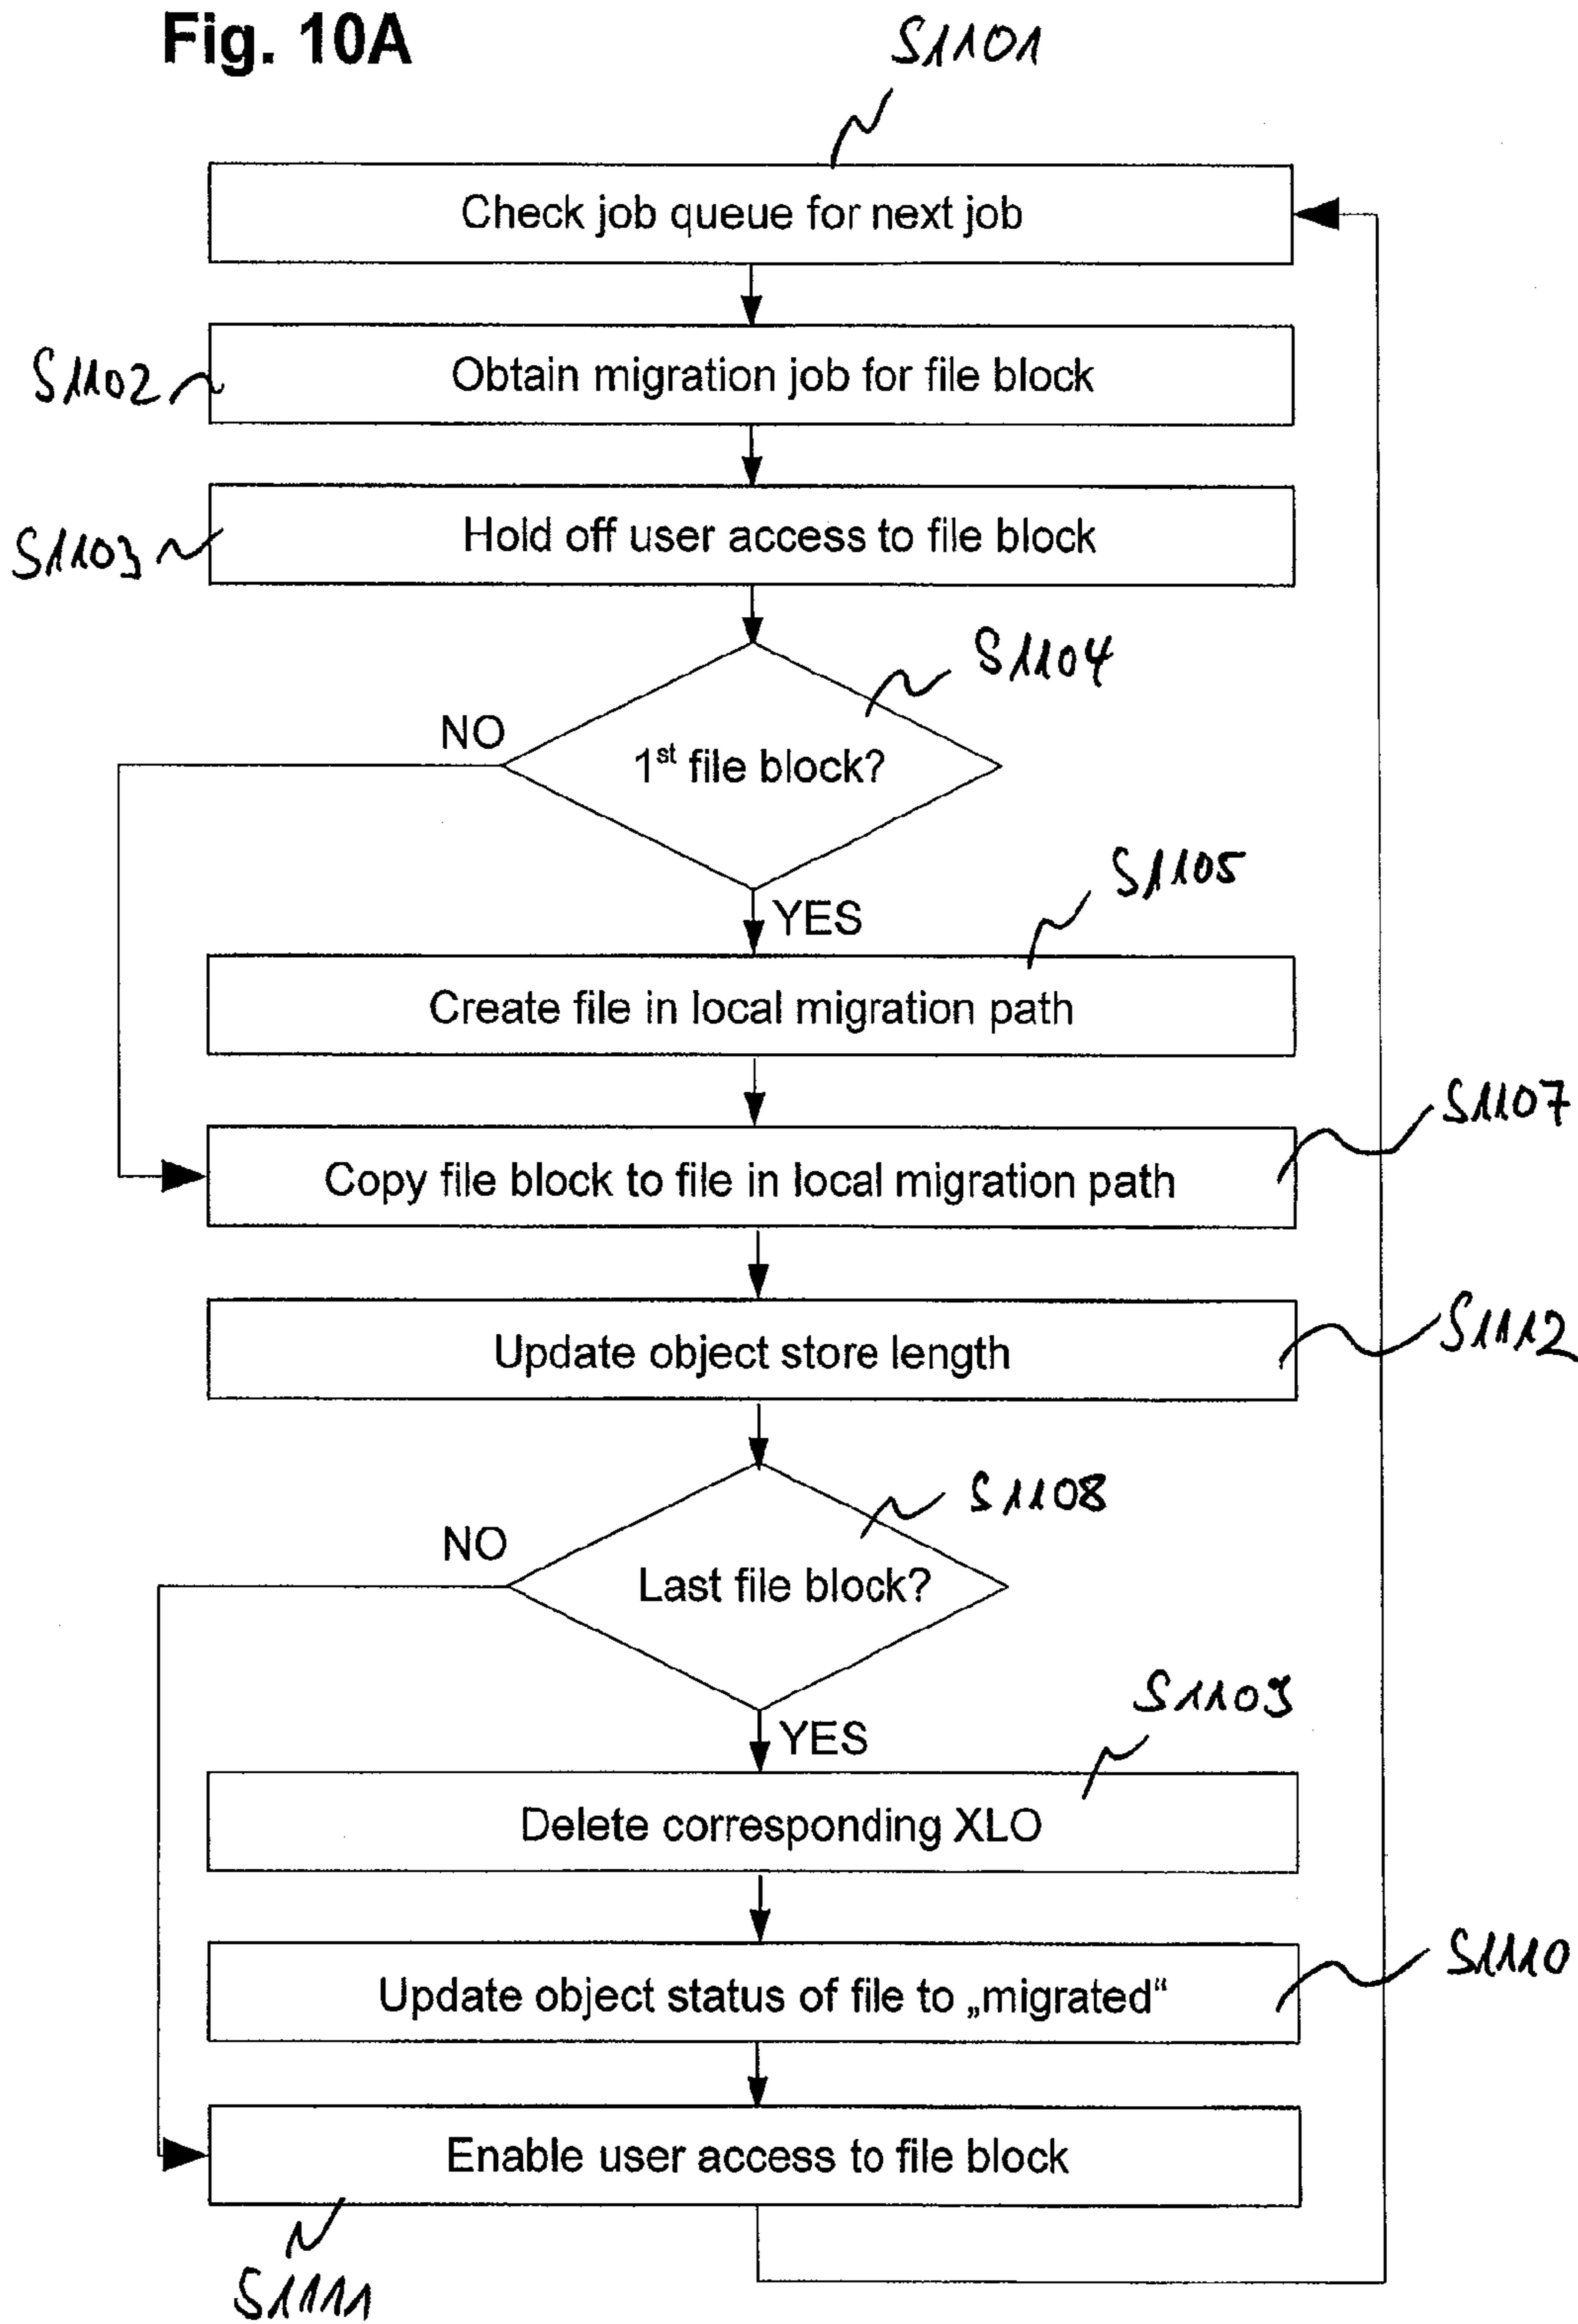 Fig. 10A
S1101
Check job queue for next job
S1102
Obtain migration job for file block
S1103
Hold off user access to file block
S1104
NO
1st file block?
YES
S1105
Create file in local migration path
S1107
Copy file block to file in local migration path
S1112
Update object store length
S1108
NO
Last file block?
YES
S1109
Delete corresponding XLO
S1110
Update object status of file to „migrated“
Enable user access to file block
S1111